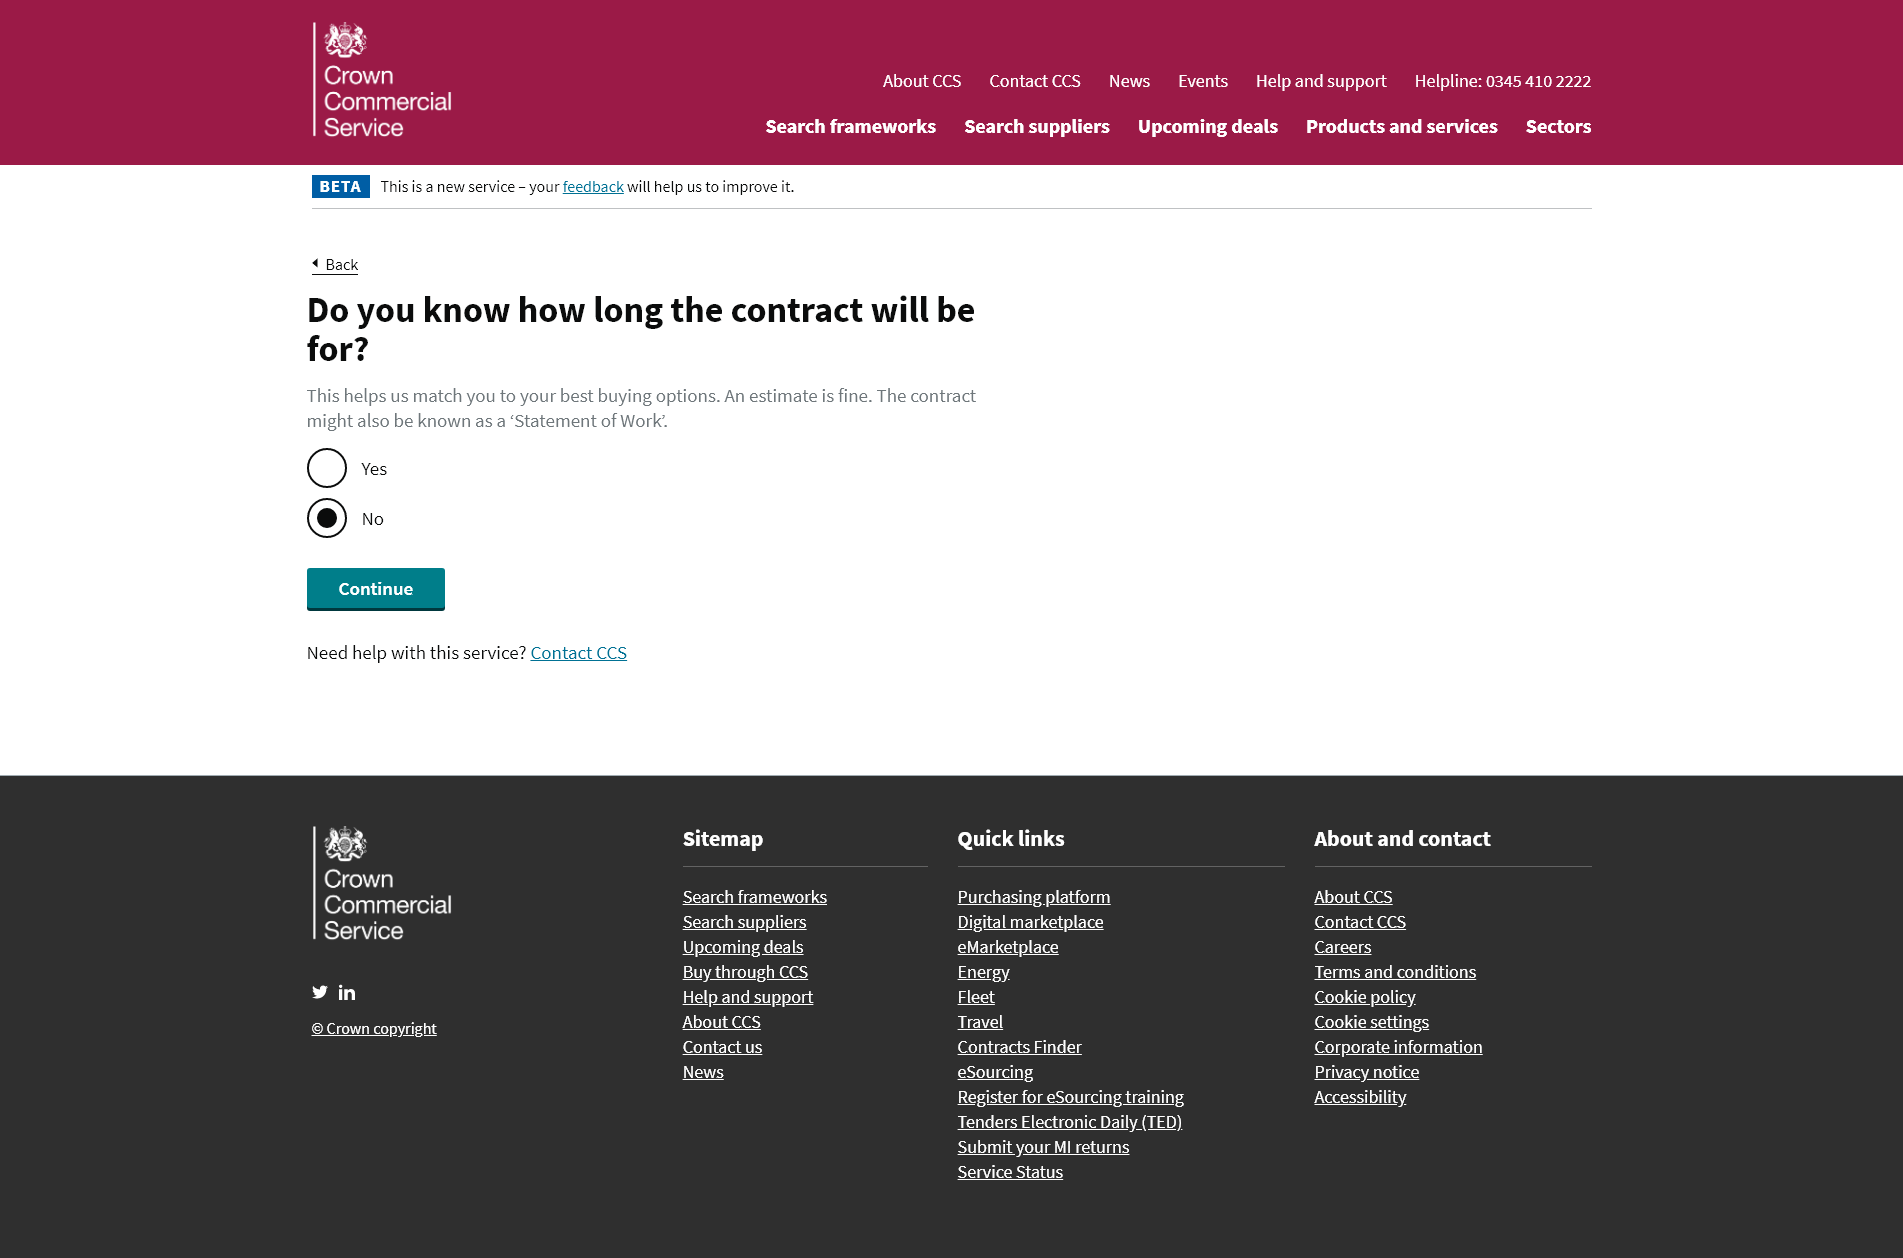 Crown
Commercial
Service
About CCS Contact CCS News Events Help and support Helpline: 0345 410 2222
Search frameworks Search suppliers Upcoming deals Products and services Sectors
BETA This is a new service – your feedback will help us to improve it.
Back
Do you know how long the contract will be
for?
This helps us match you to your best buying options. An estimate is fine. The contract
might also be known as a ‘Statement of Work’.
Yes
No
Continue
Need help with this service? Contact CCS
Crown
Commercial
Service
© Crown copyright
Sitemap
Search frameworks
Search suppliers
Upcoming deals
Buy through CCS
Help and support
About CCS
Contact us
News
Quick links
Purchasing platform
Digital marketplace
eMarketplace
Energy
Fleet
Travel
Contracts Finder
eSourcing
Register for eSourcing training
Tenders Electronic Daily (TED)
Submit your MI returns
Service Status
About and contact
About CCS
Contact CCS
Careers
Terms and conditions
Cookie policy
Cookie settings
Corporate information
Privacy notice
Accessibility